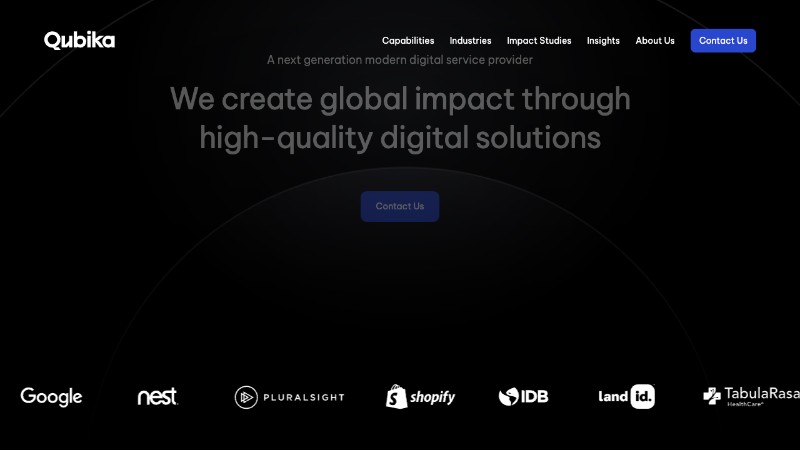 Qubika
Capabilities
Industries
Impact Studies
Insights
About Us
Contact Us
A next generation modern digital service provider
We create global impact through
high-quality digital solutions
Contact Us
Google
nest
PLURALSIGHT
shopify
IDB
land id.
TabulaRasa
HealthCare